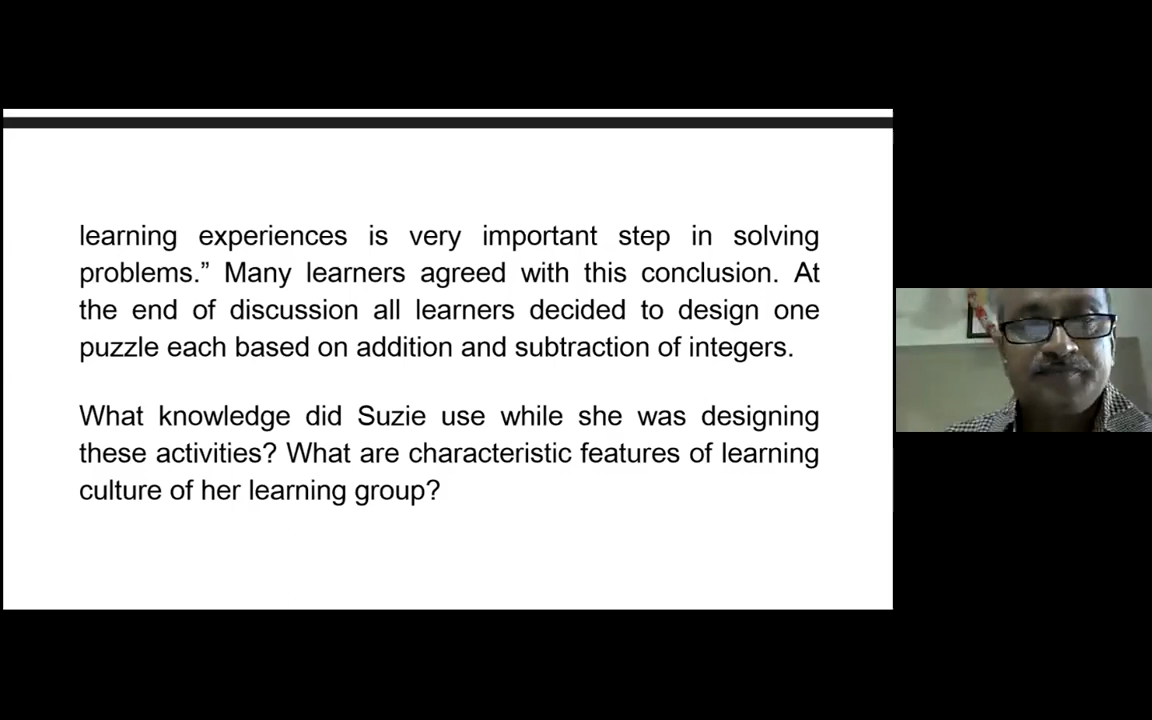 learning experiences is very important step in solving
problems.” Many learners agreed with this conclusion. At
the end of discussion all learners decided to design one
puzzle each based on addition and subtraction of integers.
What knowledge did Suzie use while she was designing
these activities? What are characteristic features of learning
culture of her learning group?